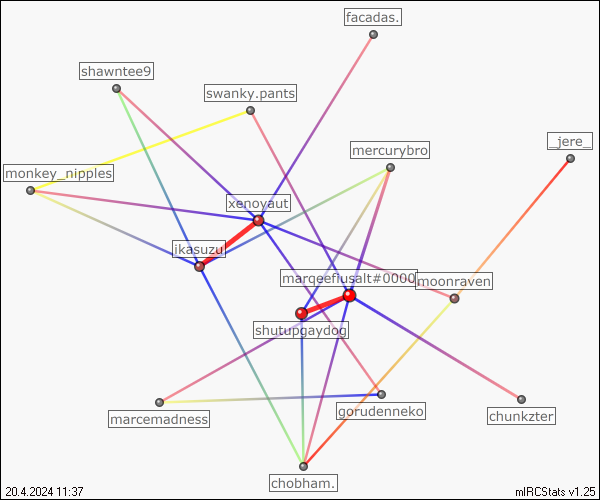 facadas.
shawntee9
swanky.pants
_jere_
mercurybro
monkey_nipples
xenoyaut
ikasuzu!
marqeefiusalt#0000
moonraven
shutupgaydog
marcemadness
gorudenneko
chunkzter
chobham.
20.4.2024 11:37
mIRCStats v1.25